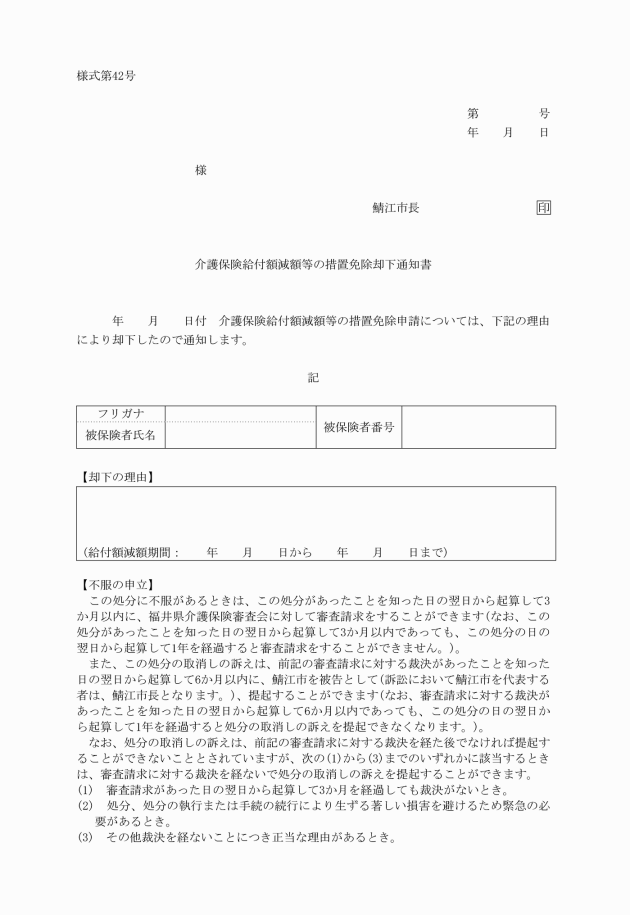 様式第42号
第　　　　　号
年　　月　　日
様
鯖江市長　　　　　　　　　　印
介護保険給付額減額等の措置免除却下通知書
年　　月　　日付　介護保険給付額減額等の措置免除申請については、下記の理由
により却下したので通知します。
記
フリガナ
被保険者氏名
被保険者番号
【却下の理由】
(給付額減額期間：　　年　　月　　日から　　年　　月　　日まで)
【不服の申立】
　この処分に不服があるときは、この処分があったことを知った日の翌日から起算して3
か月以内に、福井県介護保険審査会に対して審査請求をすることができます(なお、この
処分があったことを知った日の翌日から起算して3か月以内であっても、この処分の日の
翌日から起算して1年を経過すると審査請求をすることができません。)。
　また、この処分の取消しの訴えは、前記の審査請求に対する裁決があったことを知った
日の翌日から起算して6か月以内に、鯖江市を被告として(訴訟において鯖江市を代表する
者は、鯖江市長となります。)、提起することができます(なお、審査請求に対する裁決が
あったことを知った日の翌日から起算して6か月以内であっても、この処分の日の翌日か
ら起算して1年を経過すると処分の取消しの訴えを提起できなくなります。)。
　なお、処分の取消しの訴えは、前記の審査請求に対する裁決を経た後でなければ提起す
ることができないこととされていますが、次の(1)から(3)までのいずれかに該当するとき
は、審査請求に対する裁決を経ないで処分の取消しの訴えを提起することができます。
(1)　審査請求があった日の翌日から起算して3か月を経過しても裁決がないとき。
(2)　処分、処分の執行または手続の続行により生ずる著しい損害を避けるため緊急の必
要があるとき。
(3)　その他裁決を経ないことにつき正当な理由があるとき。